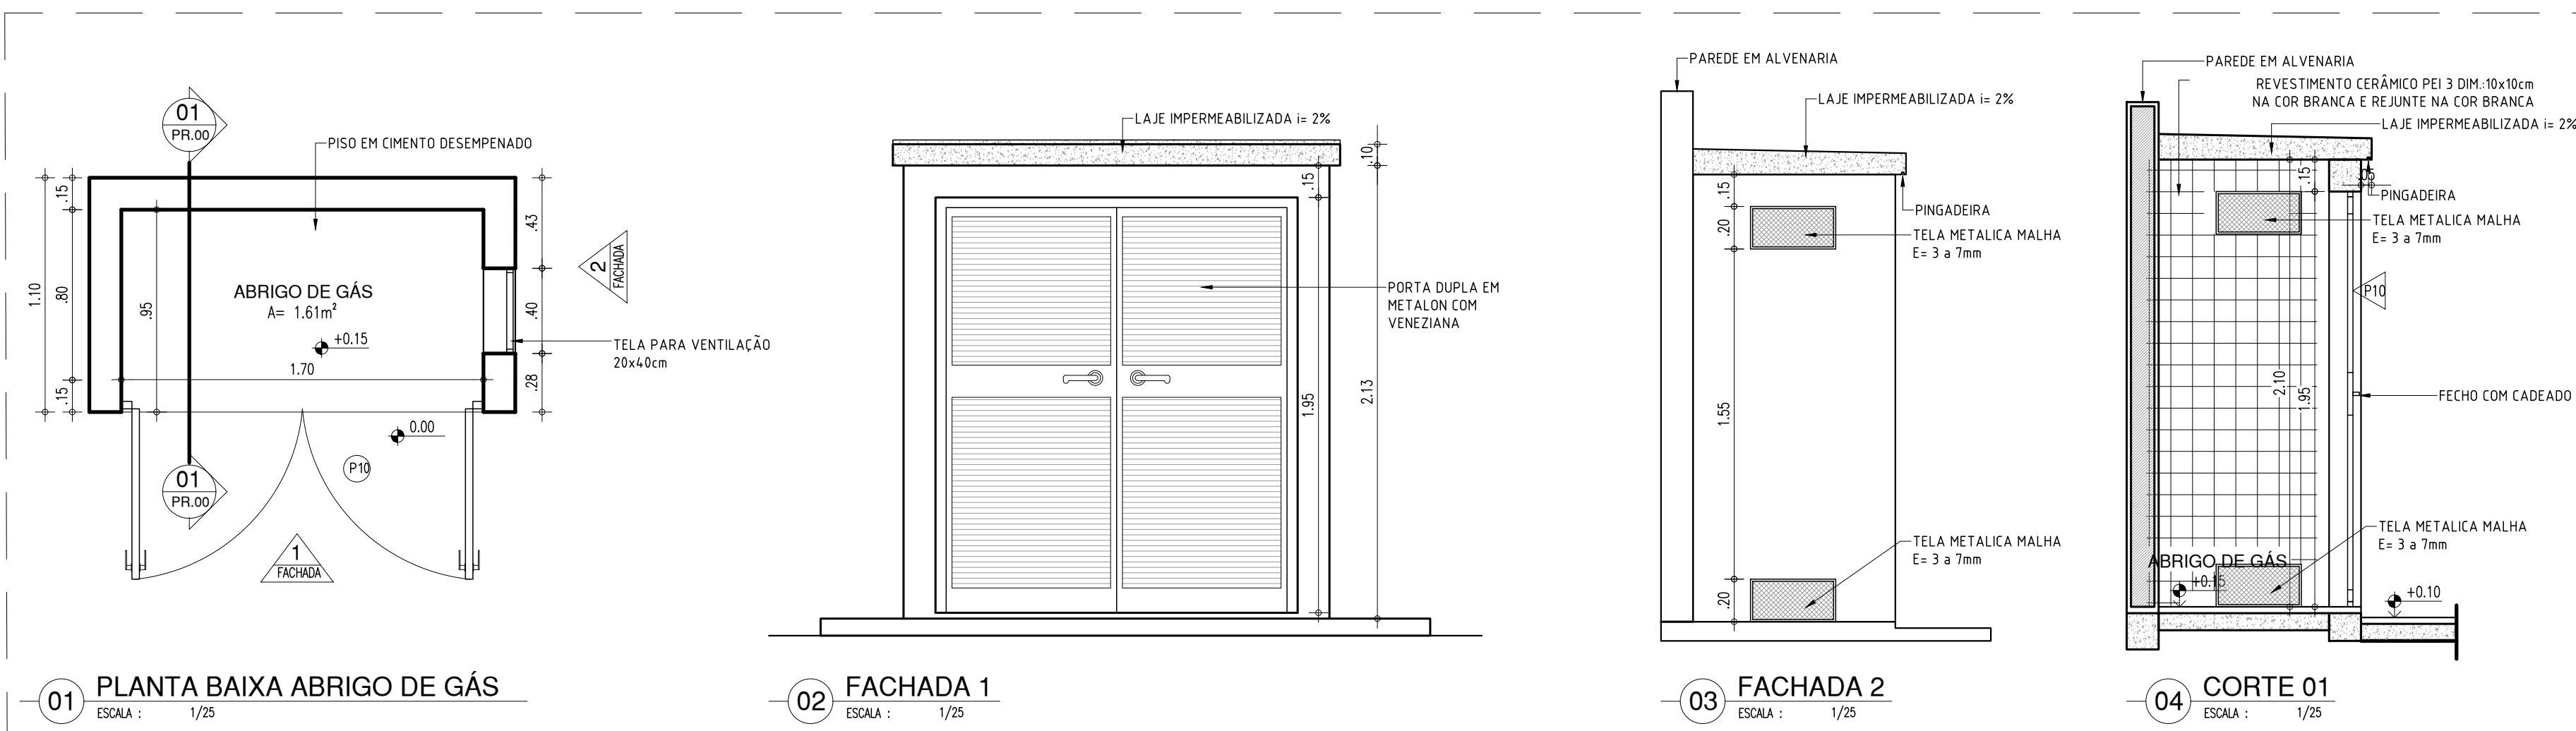 01
PR.00
PISO EM CIMENTO DESEMPENADO
.15
1.10
.80
.95
.15
.43
.40
.28
ABRIGO DE GÁS
A= 1.61m²
+0.15
1.70
2
FACHADA
TELA PARA VENTILAÇÃO
20x40cm
0.00
P10
01
PR.00
1
FACHADA
01
PLANTA BAIXA ABRIGO DE GÁS
ESCALA : 1/25
LAJE IMPERMEABILIZADA i= 2%
.10
.15
PORTA DUPLA EM
METALON COM
VENEZIANA
1.95
2.13
02
FACHADA 1
ESCALA : 1/25
PAREDE EM ALVENARIA
LAJE IMPERMEABILIZADA i= 2%
.15
.20
PINGADEIRA
TELA METALICA MALHA
E= 3 a 7mm
1.55
TELA METALICA MALHA
E= 3 a 7mm
.20
03
FACHADA 2
ESCALA : 1/25
PAREDE EM ALVENARIA
REVESTIMENTO CERÂMICO PEI 3 DIM.:10x10cm
NA COR BRANCA E REJUNTE NA COR BRANCA
LAJE IMPERMEABILIZADA i= 2%
.15
.05
PINGADEIRA
TELA METALICA MALHA
E= 3 a 7mm
P10
2.10
1.95
FECHO COM CADEADO
TELA METALICA MALHA
E= 3 a 7mm
ABRIGO DE GÁS
+0.15
+0.10
04
CORTE 01
ESCALA : 1/25